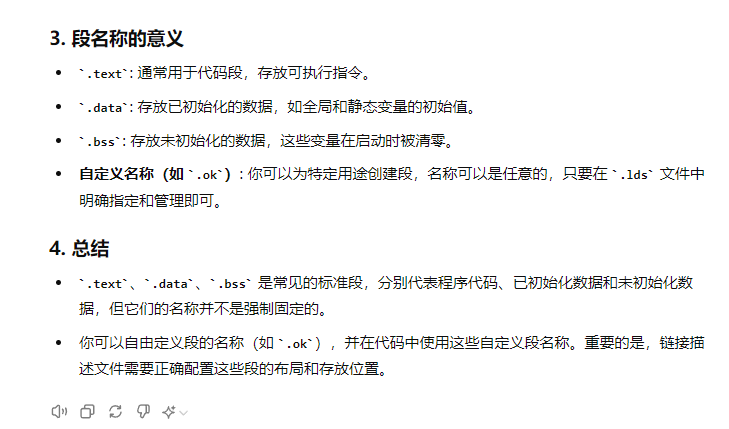 3. 段名称的意义
• `.text`: 通常用于代码段，存放可执行指令。
• `.data`: 存放已初始化的数据，如全局和静态变量的初始值。
• `.bss`: 存放未初始化的数据，这些变量在启动时被清零。
• 自定义名称（如 `.ok`）: 你可以为特定用途创建段，名称可以是任意的，只要在 `.lds` 文件中
明确指定和管理即可。
4. 总结
• `.text`、`.data`、`.bss` 是常见的标准段，分别代表程序代码、已初始化数据和未初始化数
据，但它们的名称并不是强制固定的。
• 你可以自由定义段的名称（如 `.ok`），并在代码中使用这些自定义段名称。重要的是，链接描
述文件需要正确配置这些段的布局和存放位置。